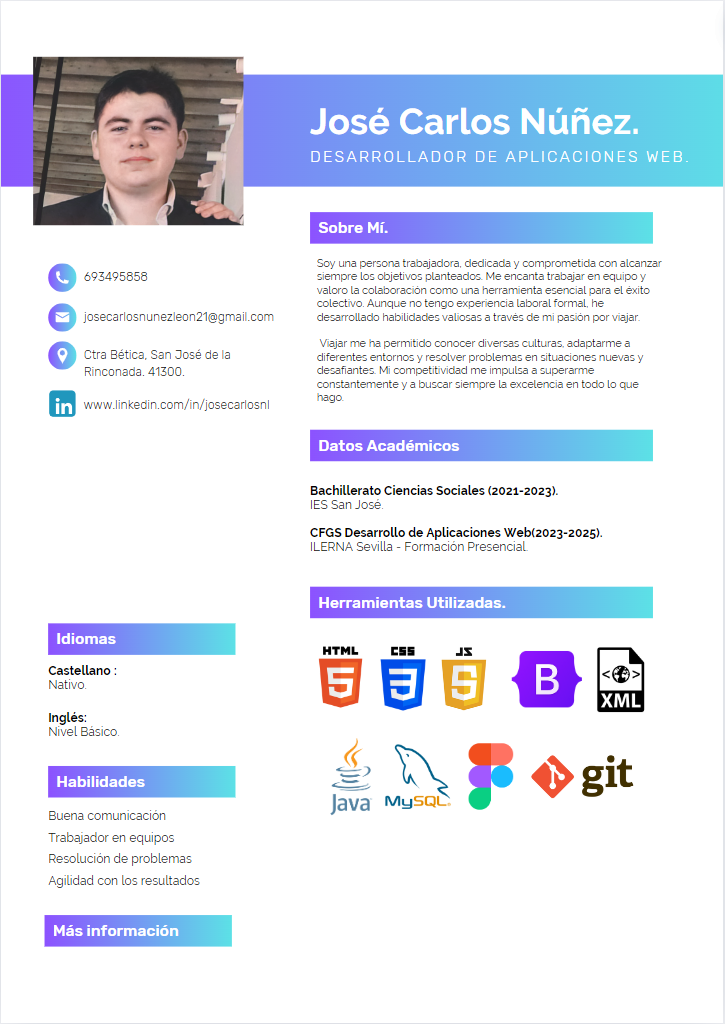 José Carlos Núñez.
DESARROLLADOR DE APLICACIONES WEB.
693495858
josecarlosnunezleon21@gmail.com
Ctra Bética, San José de la
Rinconada. 41300.
in
www.linkedin.com/in/josecarlosnl
Idiomas
Castellano :
Nativo.
Inglés:
Nivel Básico.
Habilidades
Buena comunicación
Trabajador en equipos
Resolución de problemas
Agilidad con los resultados
Más información
Sobre Mí.
Soy una persona trabajadora, dedicada y comprometida con alcanzar
siempre los objetivos planteados. Me encanta trabajar en equipo y
valoro la colaboración como una herramienta esencial para el éxito
colectivo. Aunque no tengo experiencia laboral formal, he
desarrollado habilidades valiosas a través de mi pasión por viajar.
Viajar me ha permitido conocer diversas culturas, adaptarme a
diferentes entornos y resolver problemas en situaciones nuevas y
desafiantes. Mi competitividad me impulsa a superarme
constantemente y a buscar siempre la excelencia en todo lo que
hago.
Datos Académicos
Bachillerato Ciencias Sociales (2021-2023).
IES San José.
CFGS Desarrollo de Aplicaciones Web(2023-2025).
ILERNA Sevilla - Formación Presencial.
Herramientas Utilizadas.
HTML CSS JS
5 3 S B <> XML
Java MySQL git